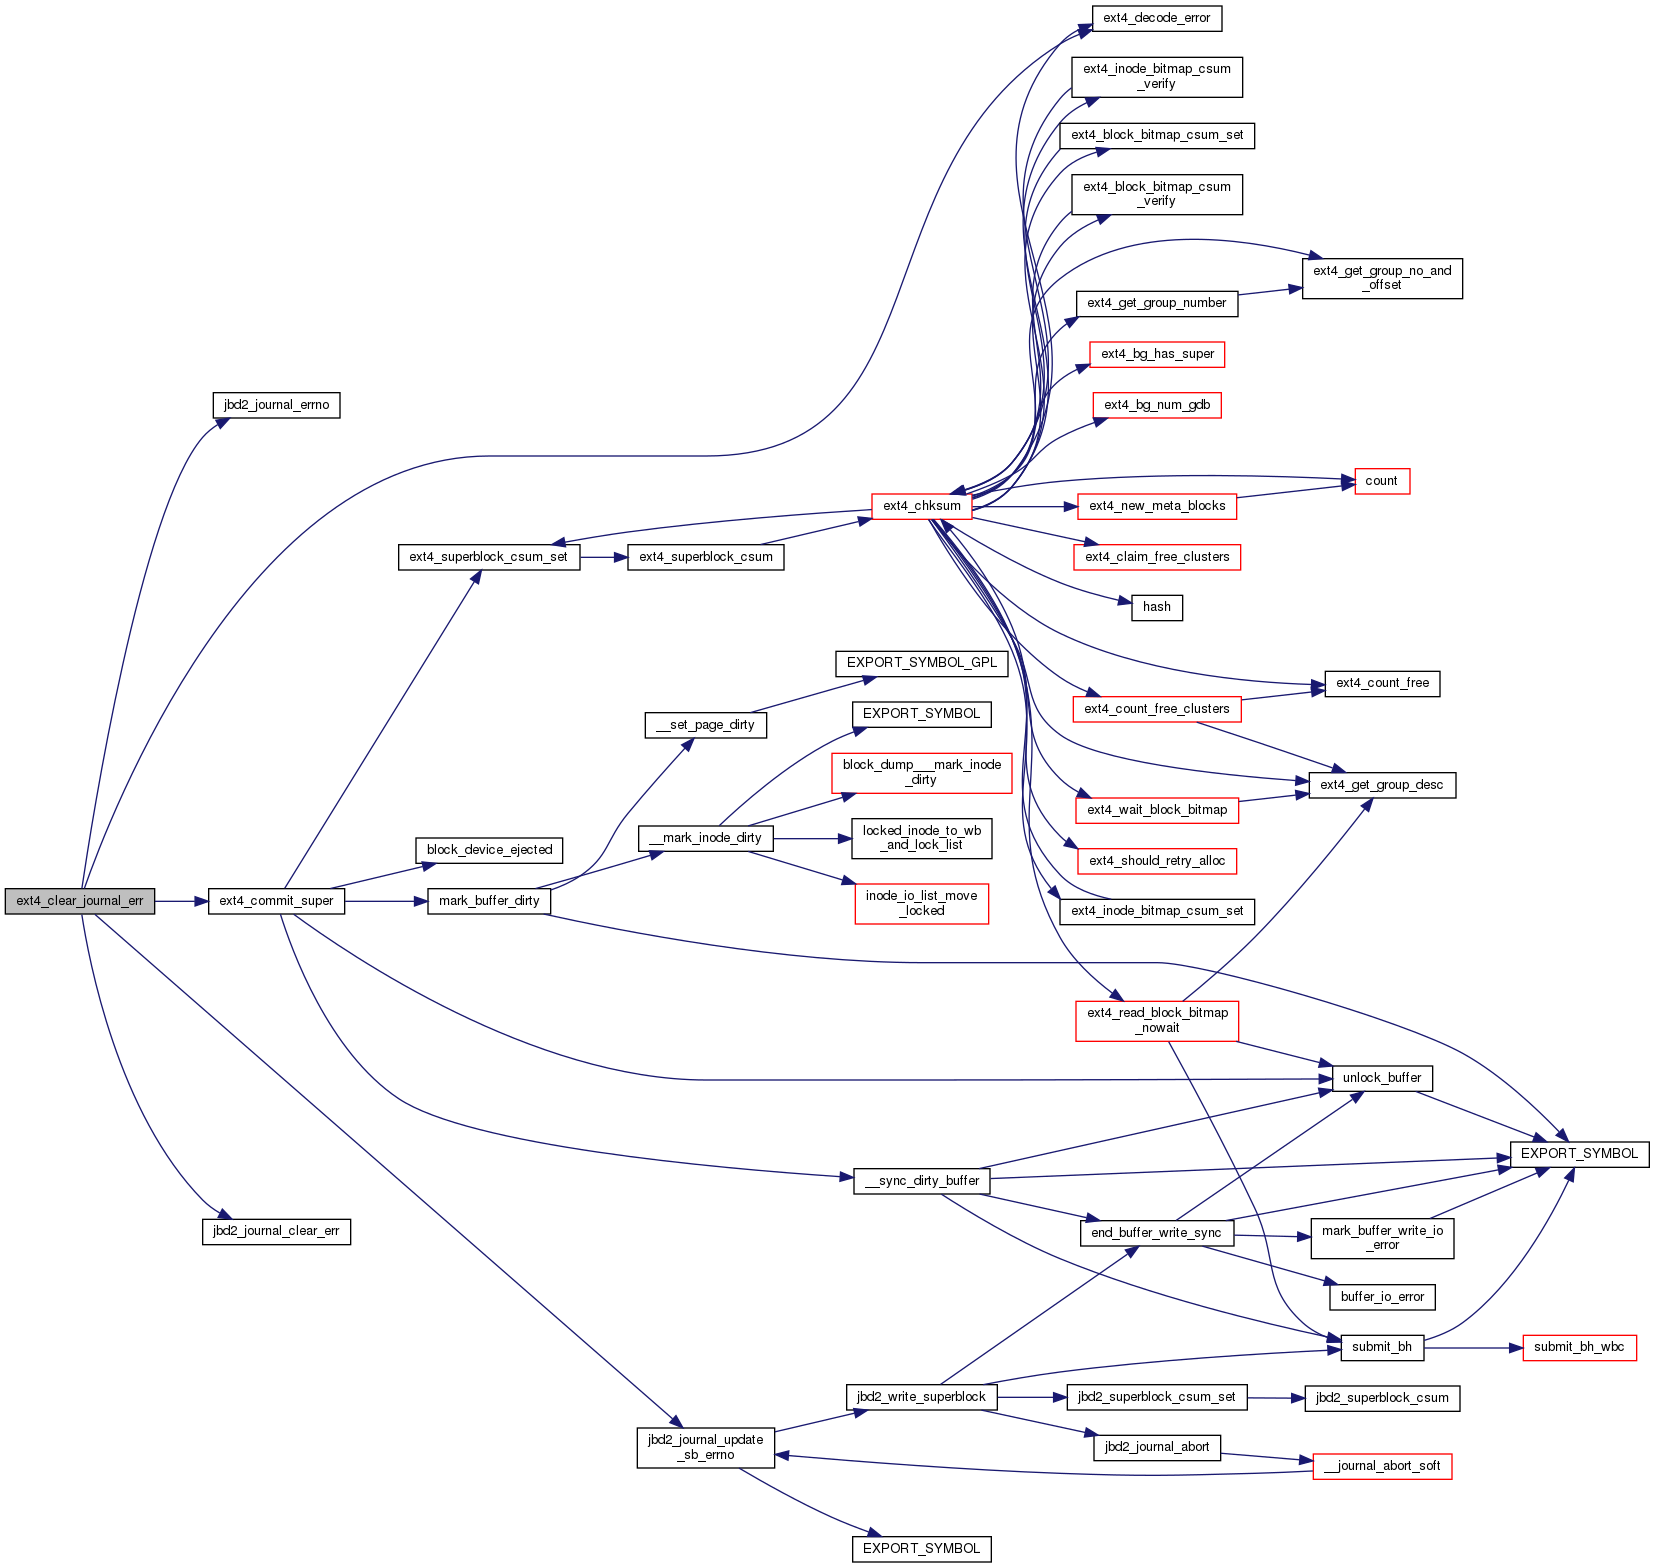 ext4_decode_error
ext4_inode_bitmap_csum
_verify
ext4_block_bitmap_csum_set
ext4_block_bitmap_csum
_verify
ext4_get_group_no_and
_offset
ext4_get_group_number
ext4_bg_has_super
jbd2_journal_errno
ext4_bg_num_gdb
count
ext4_chksum
ext4_new_meta_blocks
ext4_superblock_csum_set
ext4_superblock_csum
ext4_claim_free_clusters
hash
EXPORT_SYMBOL_GPL
ext4_count_free
ext4_count_free_clusters
__set_page_dirty
EXPORT_SYMBOL
block_dump___mark_inode
_dirty
ext4_get_group_desc
ext4_wait_block_bitmap
__mark_inode_dirty
locked_inode_to_wb
_and_lock_list
block_device_ejected
ext4_should_retry_alloc
ext4_clear_journal_err
ext4_commit_super
mark_buffer_dirty
inode_io_list_move
_locked
ext4_inode_bitmap_csum_set
ext4_read_block_bitmap
_nowait
unlock_buffer
EXPORT_SYMBOL
__sync_dirty_buffer
jbd2_journal_clear_err
end_buffer_write_sync
mark_buffer_write_io
_error
buffer_io_error
submit_bh
submit_bh_wbc
jbd2_write_superblock
jbd2_superblock_csum_set
jbd2_superblock_csum
jbd2_journal_update
_sb_errno
jbd2_journal_abort
__journal_abort_soft
EXPORT_SYMBOL